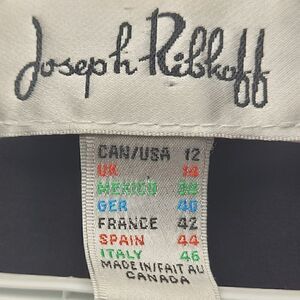 Joseph Ribkoff
CAN/USA 12
UK 14
MEXICO 38
GER 40
FRANCE 42
SPAIN 44
ITALY 46
MADE IN/FAIT AU
CANADA